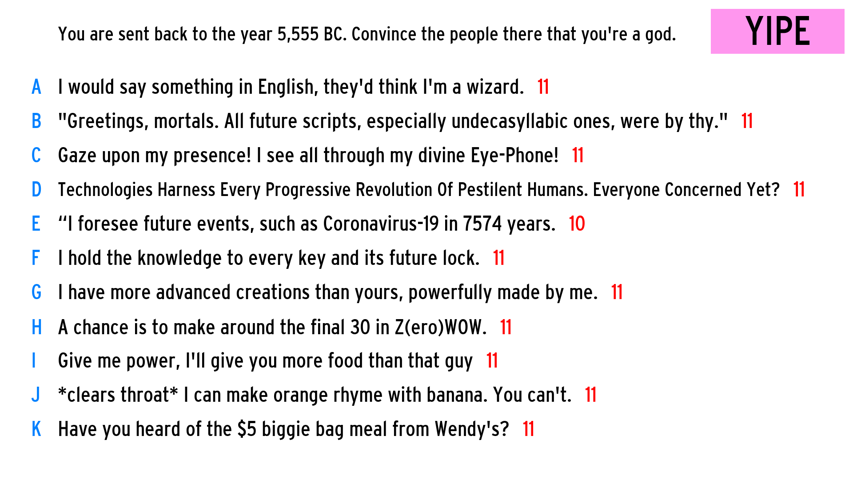 You are sent back to the year 5,555 BC. Convince the people there that you're a god.
YIPE
A I would say something in English, they'd think I'm a wizard. 11
B "Greetings, mortals. All future scripts, especially undecasyllabic ones, were by thy." 11
C Gaze upon my presence! I see all through my divine Eye-Phone! 11
D Technologies Harness Every Progressive Revolution Of Pestilent Humans. Everyone Concerned Yet? 11
E “I foresee future events, such as Coronavirus-19 in 7574 years. 10
F I hold the knowledge to every key and its future lock. 11
G I have more advanced creations than yours, powerfully made by me. 11
H A chance is to make around the final 30 in Z(ero)WOW. 11
I Give me power, I'll give you more food than that guy 11
J *clears throat* I can make orange rhyme with banana. You can't. 11
K Have you heard of the $5 biggie bag meal from Wendy's? 11